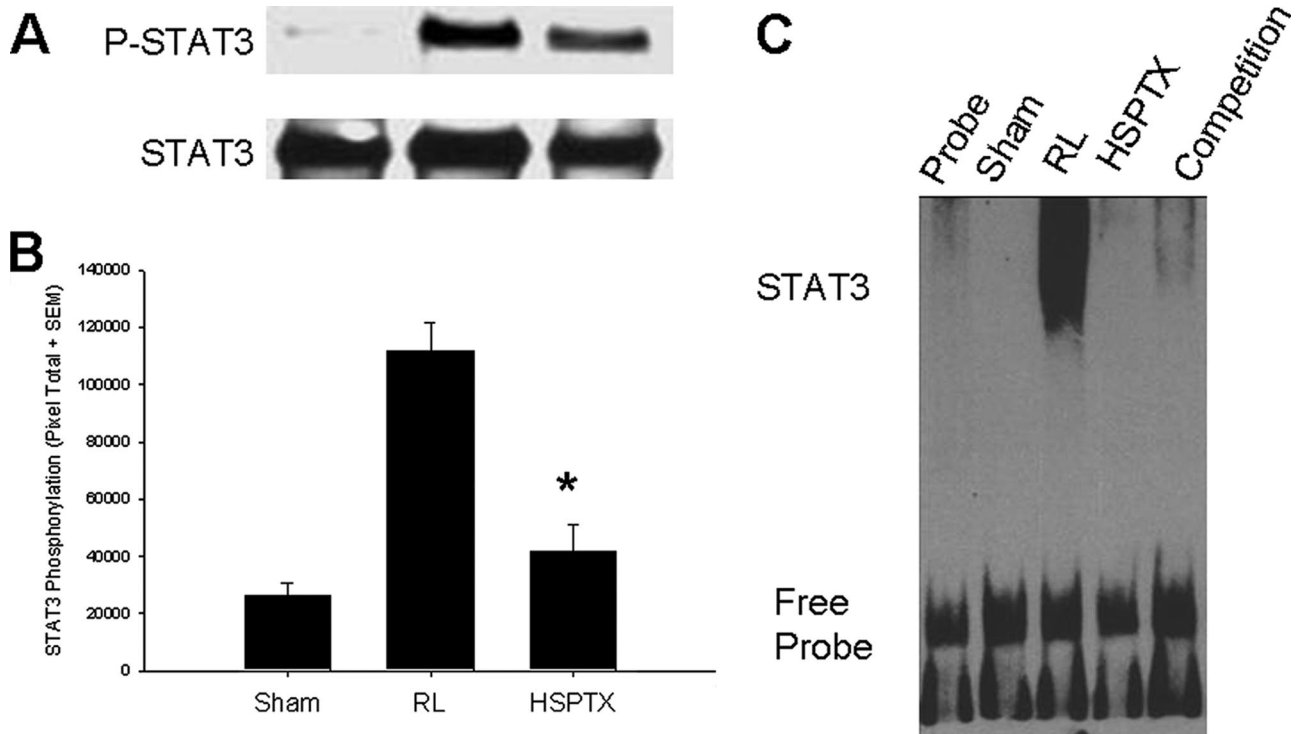 A
P-STAT3
STAT3
B
STAT3 Phosphorylation (Pixel Total + SEM)
140000
120000
100000
80000
60000
40000
20000
0
*
Sham
RL
HSPTX
C
Probe
Sham
RL
HSPTX
Competition
STAT3
Free
Probe